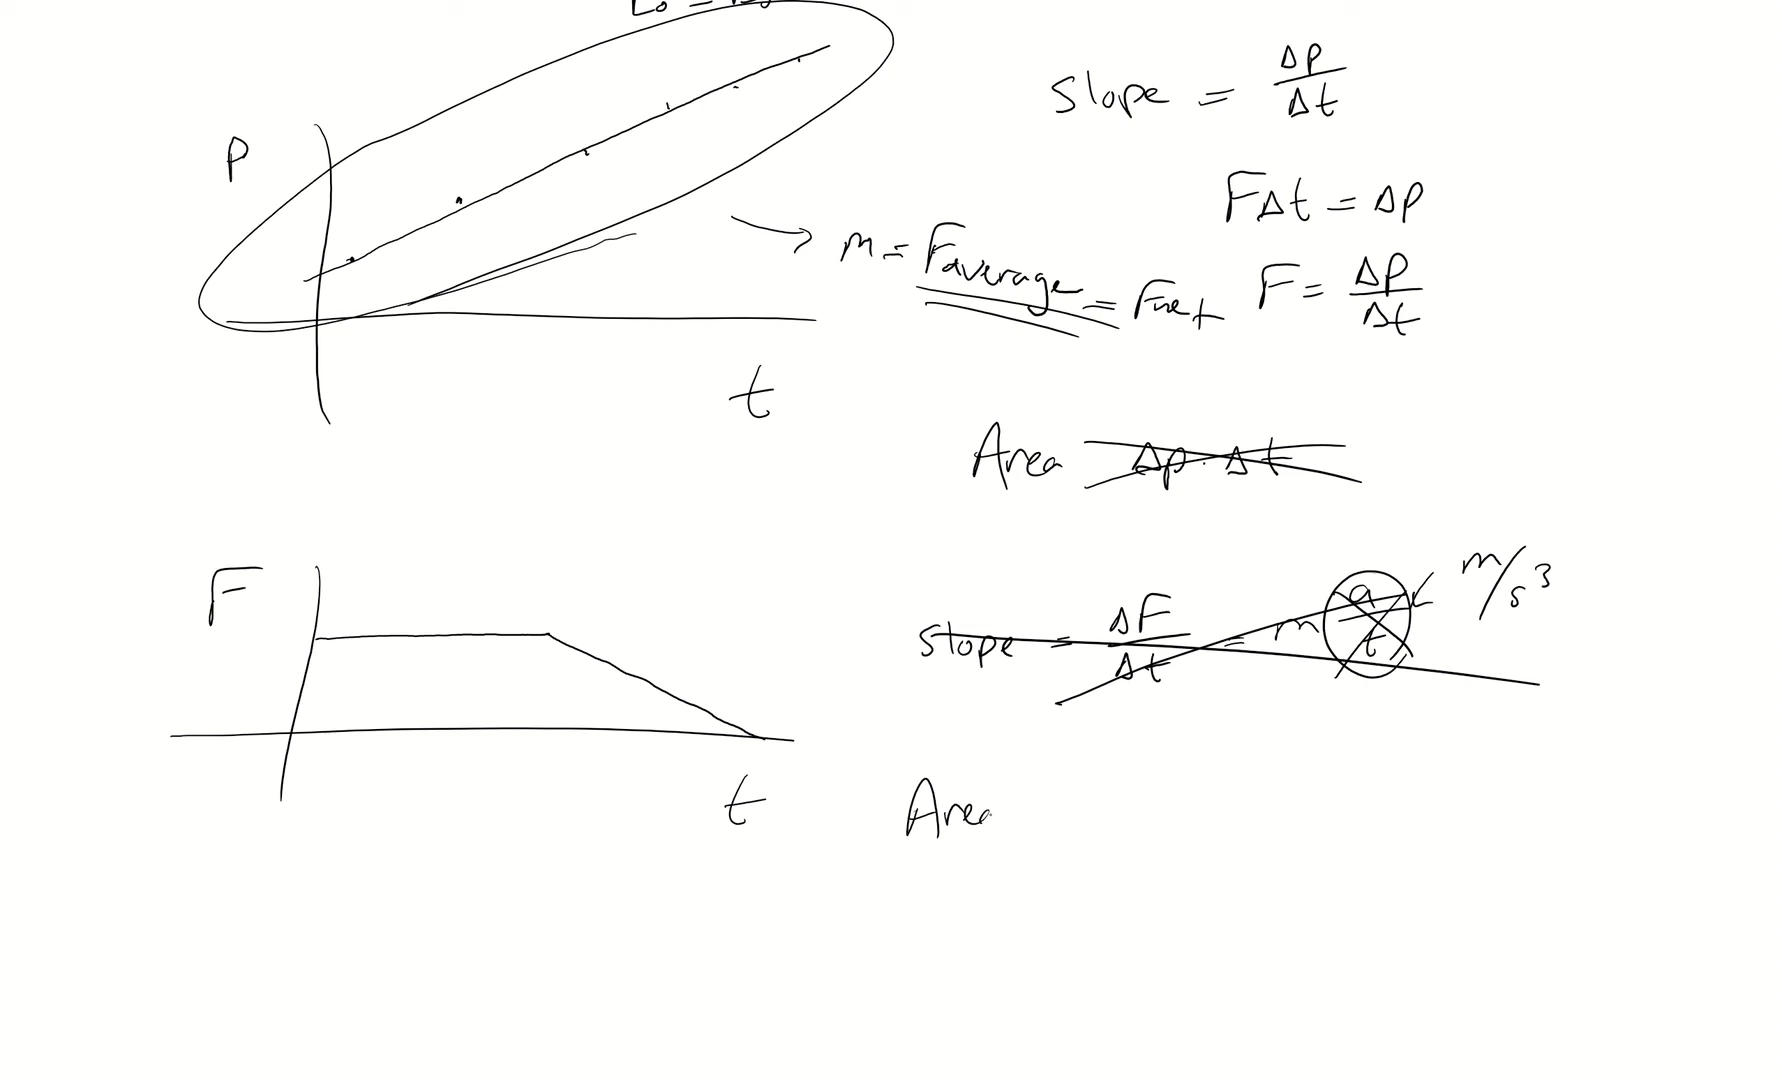 P
slope = Δp/Δt
FΔt = Δp
m = Faverage = Fnet
F = Δp/Δt
t
Area Δp · Δt
F
slope = ΔF/Δt = m a/t
m/s³
t
Area